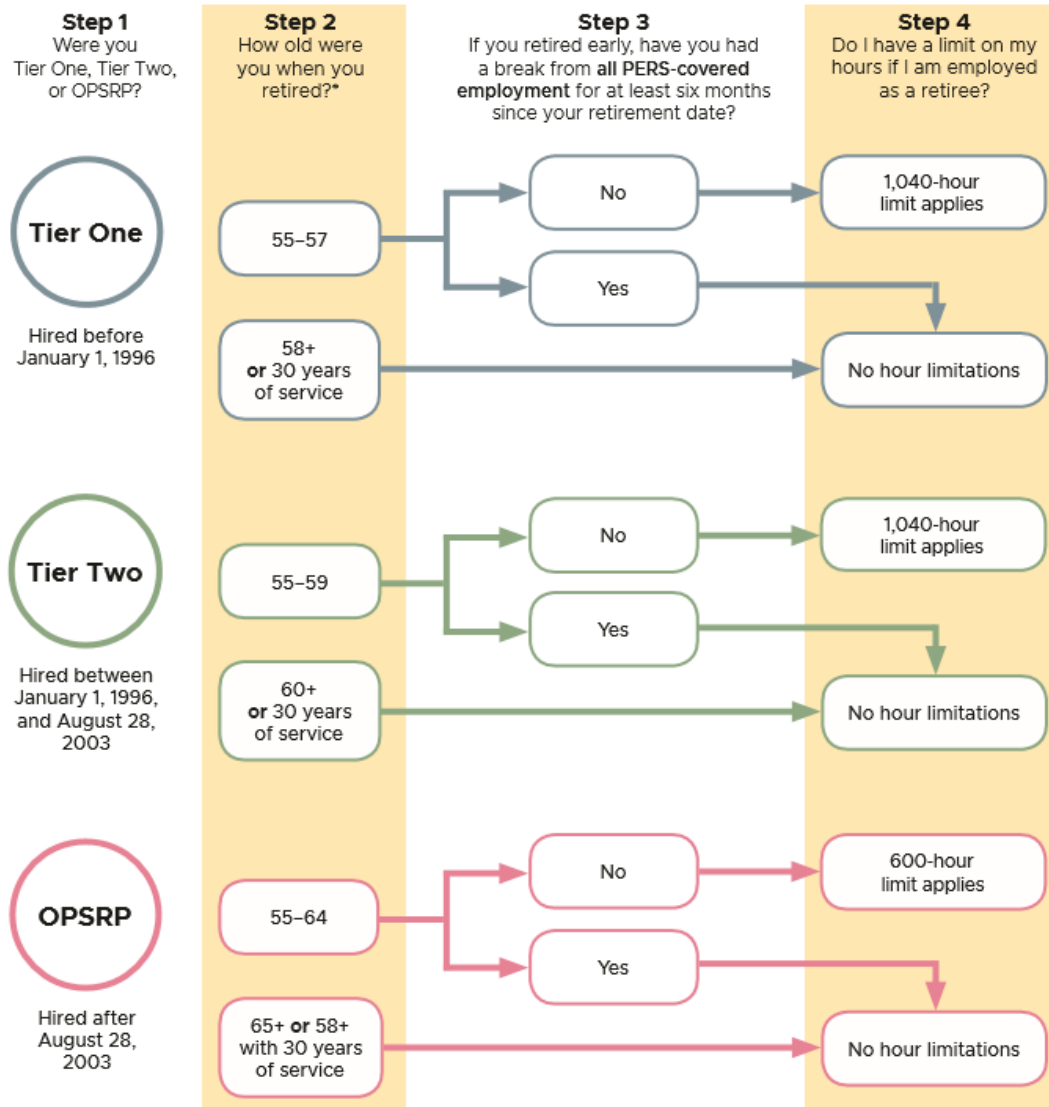 Step 1
Were you
Tier One, Tier Two,
or OPSRP?
Step 2
How old were
you when you
retired?*
Step 3
If you retired early, have you had
a break from all PERS-covered
employment for at least six months
since your retirement date?
Step 4
Do I have a limit on my
hours if I am employed
as a retiree?
Tier One
Hired before
January 1, 1996
55–57
No
1,040-hour
limit applies
Yes
58+
or 30 years
of service
No hour limitations
Tier Two
Hired between
January 1, 1996,
and August 28,
2003
55–59
No
1,040-hour
limit applies
Yes
60+
or 30 years
of service
No hour limitations
OPSRP
Hired after
August 28,
2003
55–64
No
600-hour
limit applies
Yes
65+ or 58+
with 30 years
of service
No hour limitations